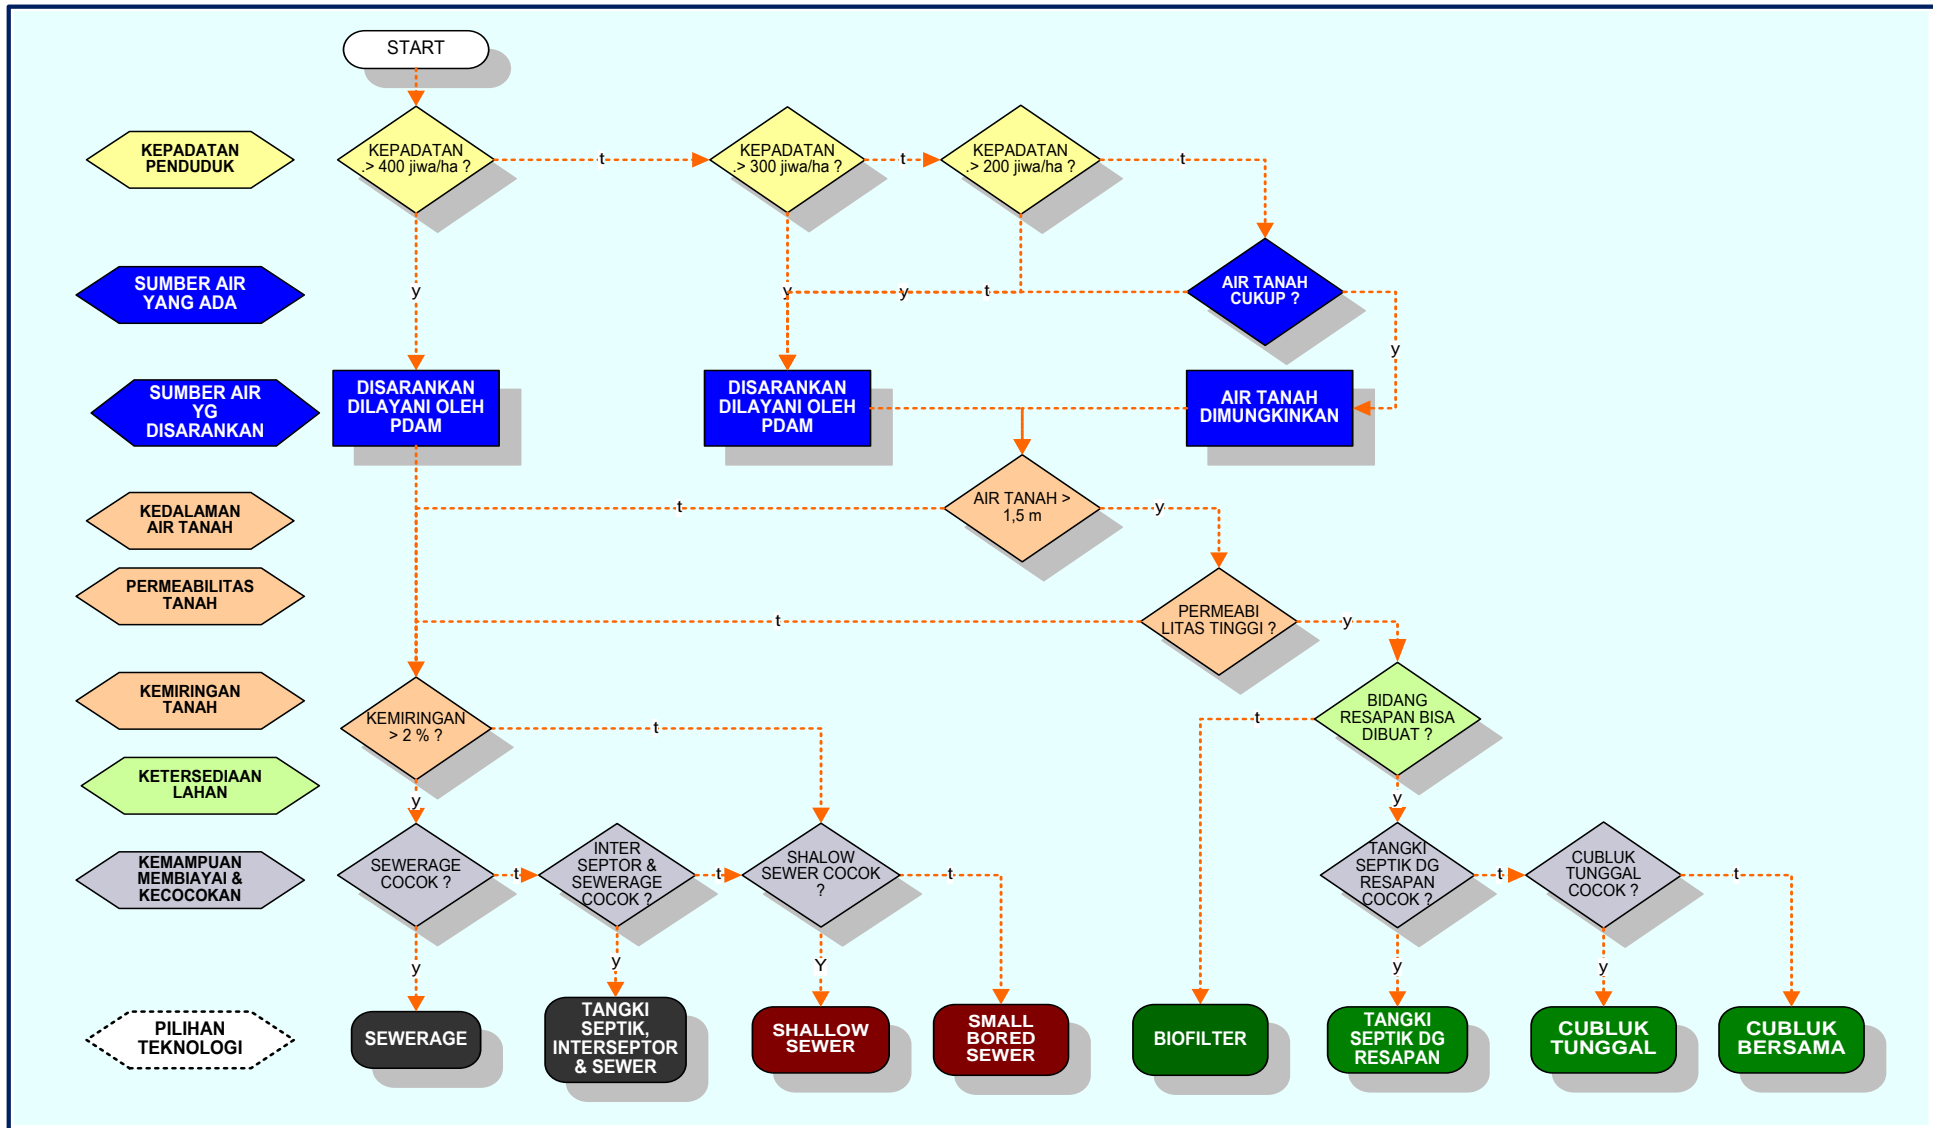 START
KEPADATAN
PENDUDUK
KEPADATAN
.> 400 jiwa/ha ?
t
KEPADATAN
.> 300 jiwa/ha ?
t
KEPADATAN
.> 200 jiwa/ha ?
t
SUMBER AIR
YANG ADA
y
y
y
t
AIR TANAH
CUKUP ?
y
SUMBER AIR
YG
DISARANKAN
DISARANKAN
DILAYANI OLEH
PDAM
DISARANKAN
DILAYANI OLEH
PDAM
AIR TANAH
DIMUNGKINKAN
KEDALAMAN
AIR TANAH
t
AIR TANAH >
1,5 m
y
PERMEABILITAS
TANAH
t
PERMEABI
LITAS TINGGI ?
y
KEMIRINGAN
TANAH
KEMIRINGAN
> 2 % ?
t
t
BIDANG
RESAPAN BISA
DIBUAT ?
KETERSEDIAAN
LAHAN
y
y
KEMAMPUAN
MEMBIAYAI &
KECOCOKAN
SEWERAGE
COCOK ?
t
INTER
SEPTOR &
SEWERAGE
COCOK ?
t
SHALOW
SEWER COCOK
?
t
TANGKI
SEPTIK DG
RESAPAN
COCOK ?
t
CUBLUK
TUNGGAL
COCOK ?
t
y
y
Y
y
y
PILIHAN
TEKNOLOGI
SEWERAGE
TANGKI
SEPTIK,
INTERSEPTOR
& SEWER
SHALLOW
SEWER
SMALL
BORED
SEWER
BIOFILTER
TANGKI
SEPTIK DG
RESAPAN
CUBLUK
TUNGGAL
CUBLUK
BERSAMA